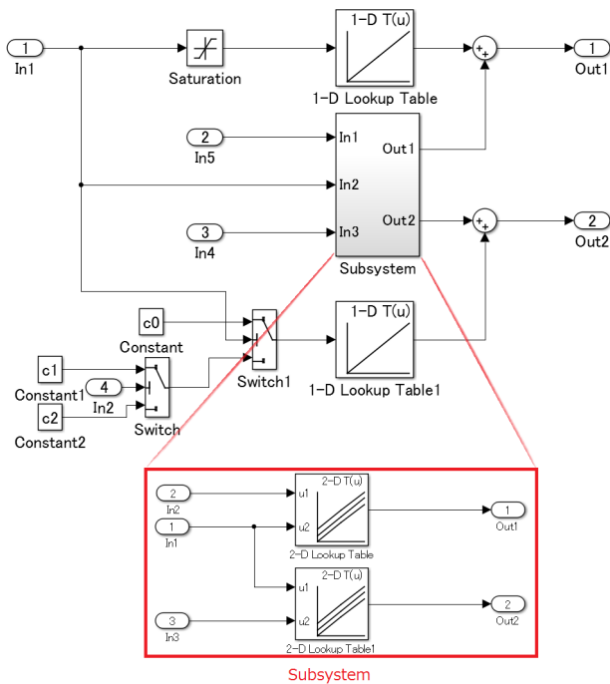 1-D T(u)
1
In1
Saturation
1-D Lookup Table
+
+
1
Out1
2
In5
In1
Out1
In2
3
In4
In3
Out2
Subsystem
+
+
2
Out2
c0
Constant
1-D T(u)
Switch1
1-D Lookup Table1
c1
Constant1
4
In2
c2
Constant2
Switch
2-D T(u)
2
In2
u1
1
In1
u2
2-D Lookup Table
1
Out1
2-D T(u)
u1
3
In3
u2
2-D Lookup Table1
2
Out2
Subsystem